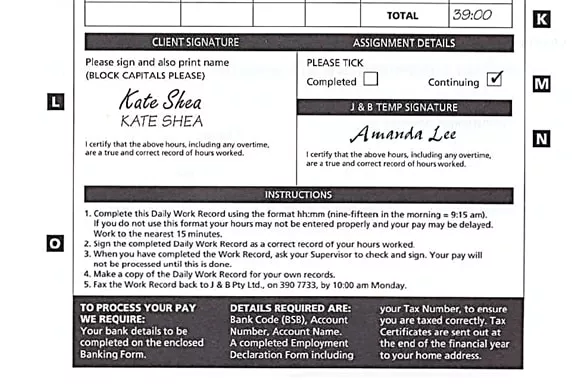 TOTAL 39:00
K
CLIENT SIGNATURE
ASSIGNMENT DETAILS
Please sign and also print name
(BLOCK CAPITALS PLEASE)
PLEASE TICK
Completed
Continuing
M
L
Kate Shea
KATE SHEA
J & B TEMP SIGNATURE
Amanda Lee
N
I certify that the above hours, including any overtime,
are a true and correct record of hours worked.
I certify that the above hours, including any overtime,
are a true and correct record of hours worked.
INSTRUCTIONS
O
1. Complete this Daily Work Record using the format hh:mm (nine-fifteen in the morning = 9:15 am).
If you do not use this format your hours may not be entered properly and your pay may be delayed.
Work to the nearest 15 minutes.
2. Sign the completed Daily Work Record as a correct record of your hours worked.
3. When you have completed the Work Record, ask your Supervisor to check and sign. Your pay will
not be processed until this is done.
4. Make a copy of the Daily Work Record for your own records.
5. Fax the Work Record back to J & B Pty Ltd., on 390 7733, by 10:00 am Monday.
TO PROCESS YOUR PAY
WE REQUIRE:
Your bank details to be
completed on the enclosed
Banking Form.
DETAILS REQUIRED ARE:
Bank Code (BSB), Account
Number, Account Name.
A completed Employment
Declaration Form including
your Tax Number, to ensure
you are taxed correctly. Tax
Certificates are sent out at
the end of the financial year
to your home address.